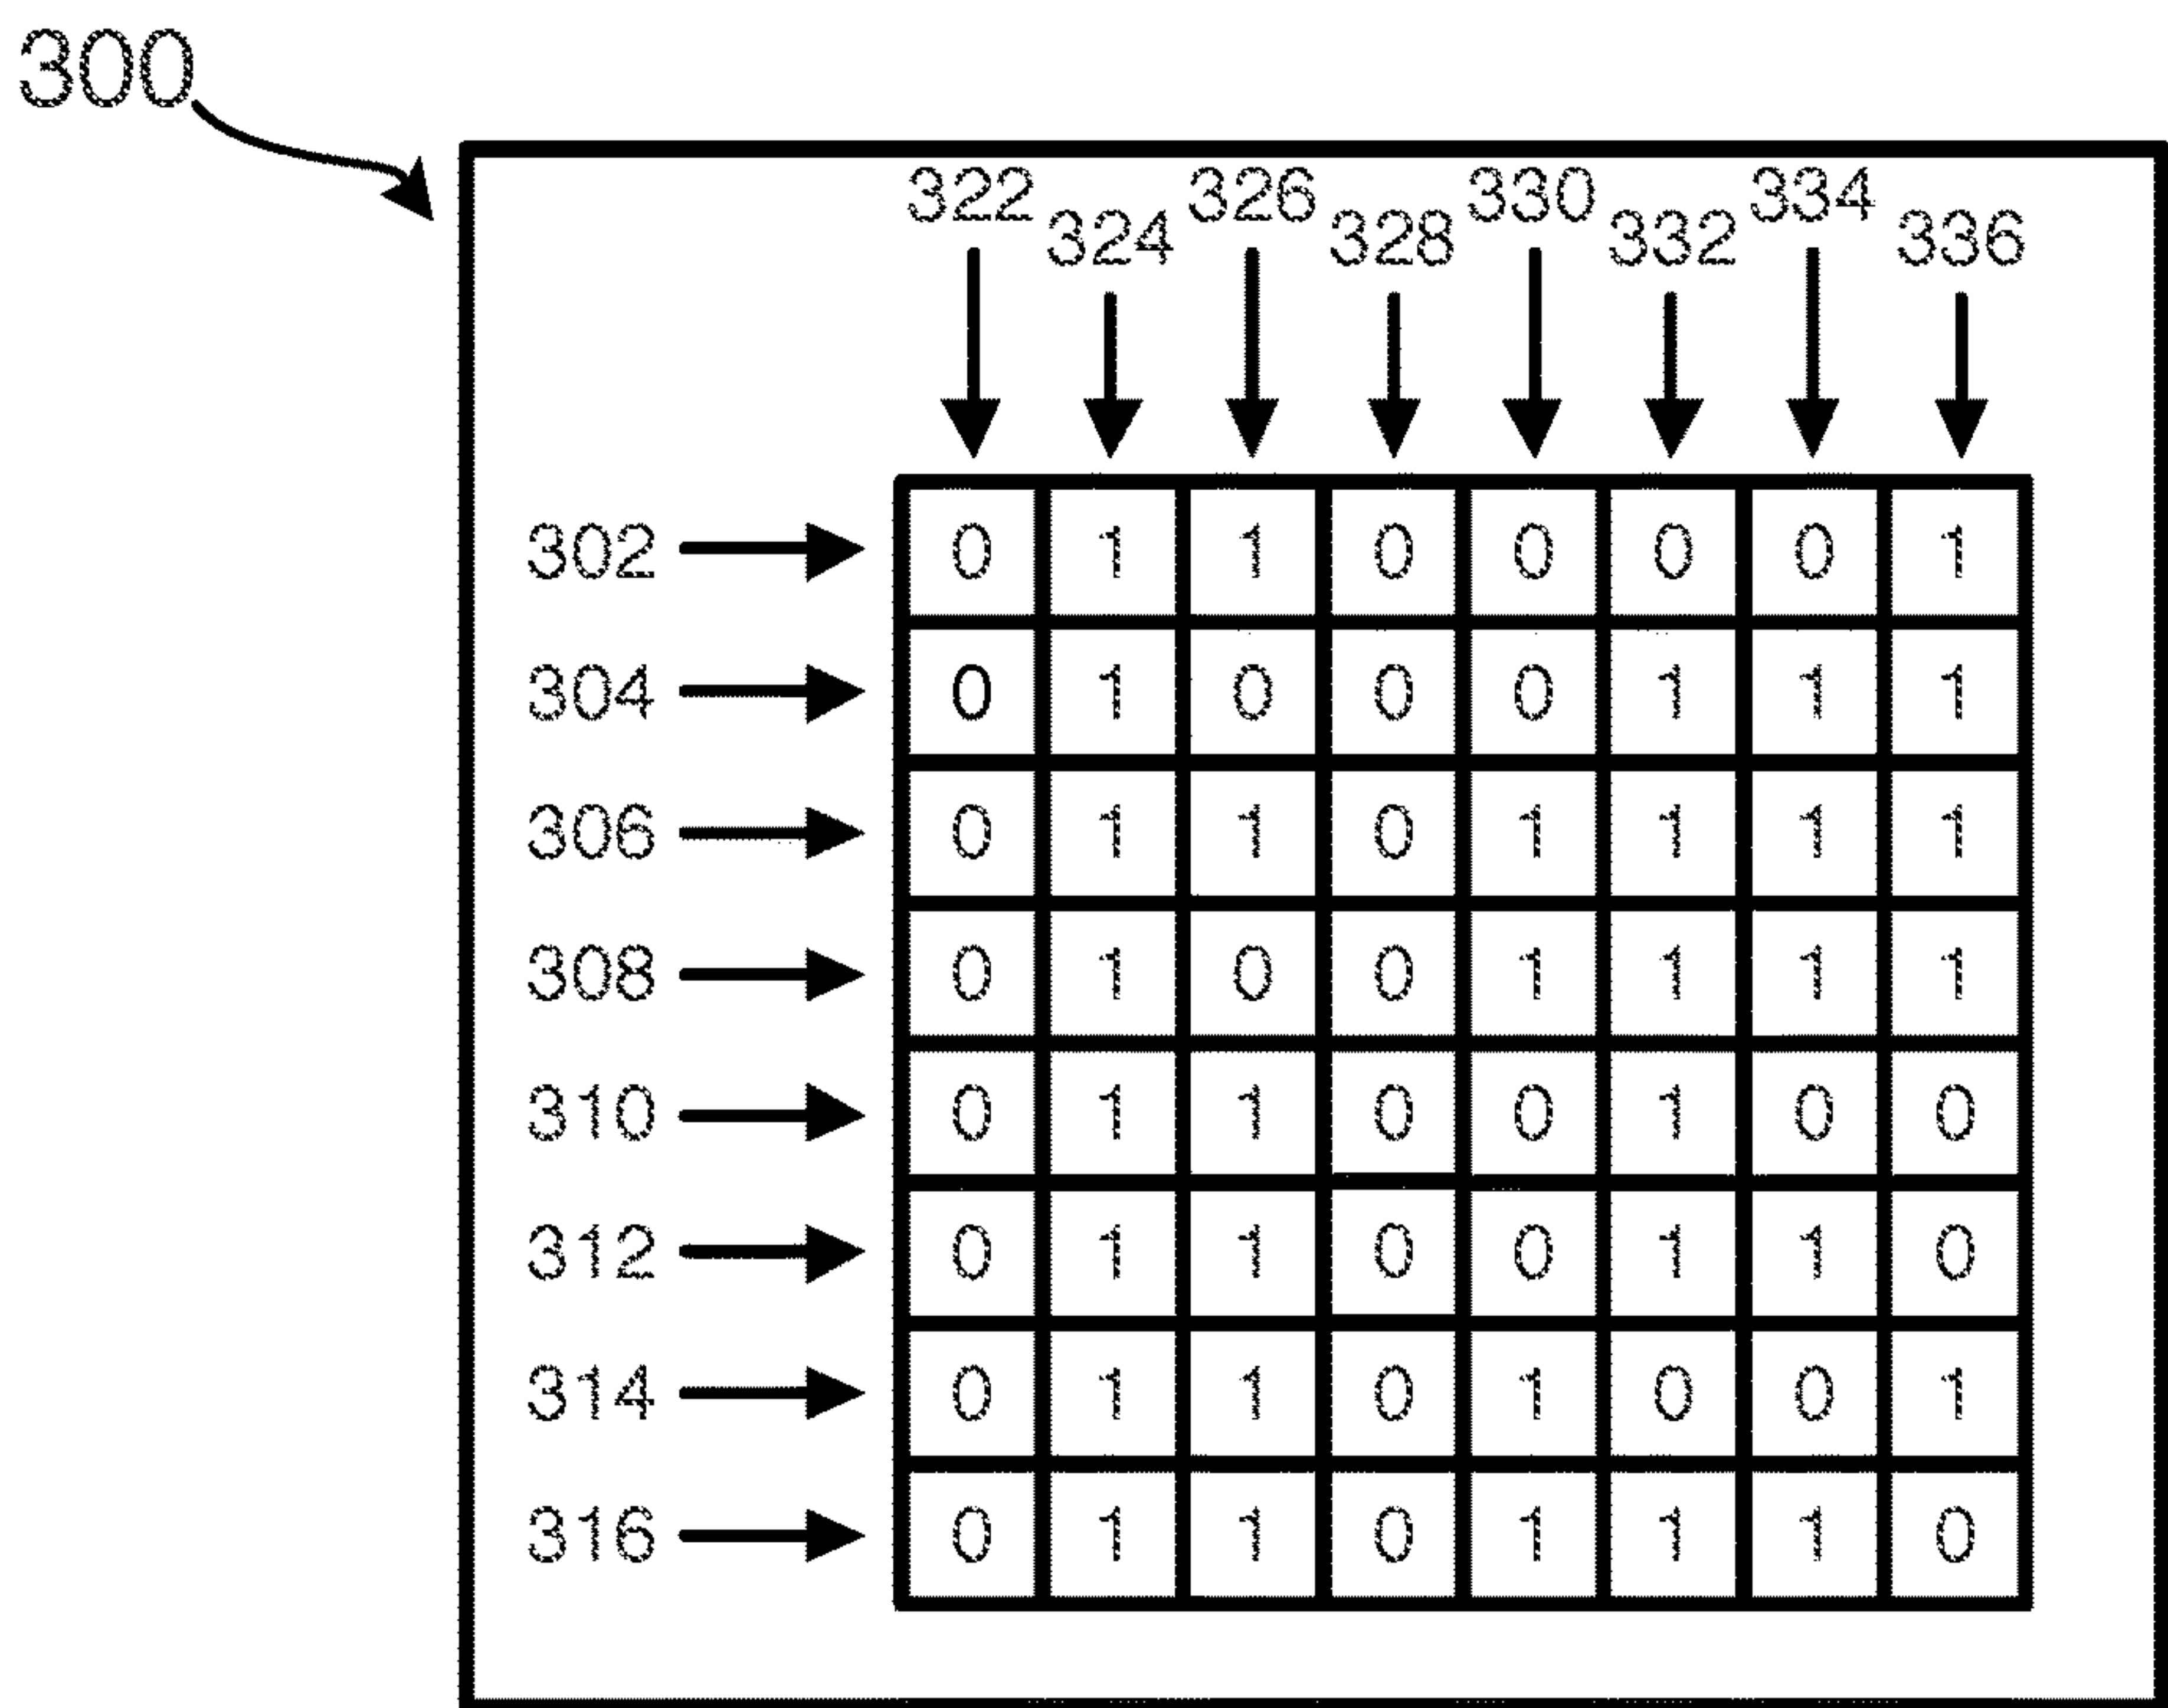 300
322 326 330 334
324 328 332 336
302 0 1 1 0 0 0 0 1
304 0 1 0 0 0 1 1 1
306 0 1 1 0 1 1 1 1
308 0 1 0 0 1 1 1 1
310 0 1 1 0 0 1 0 0
312 0 1 1 0 0 1 1 0
314 0 1 1 0 1 0 0 1
316 0 1 1 0 1 1 1 0